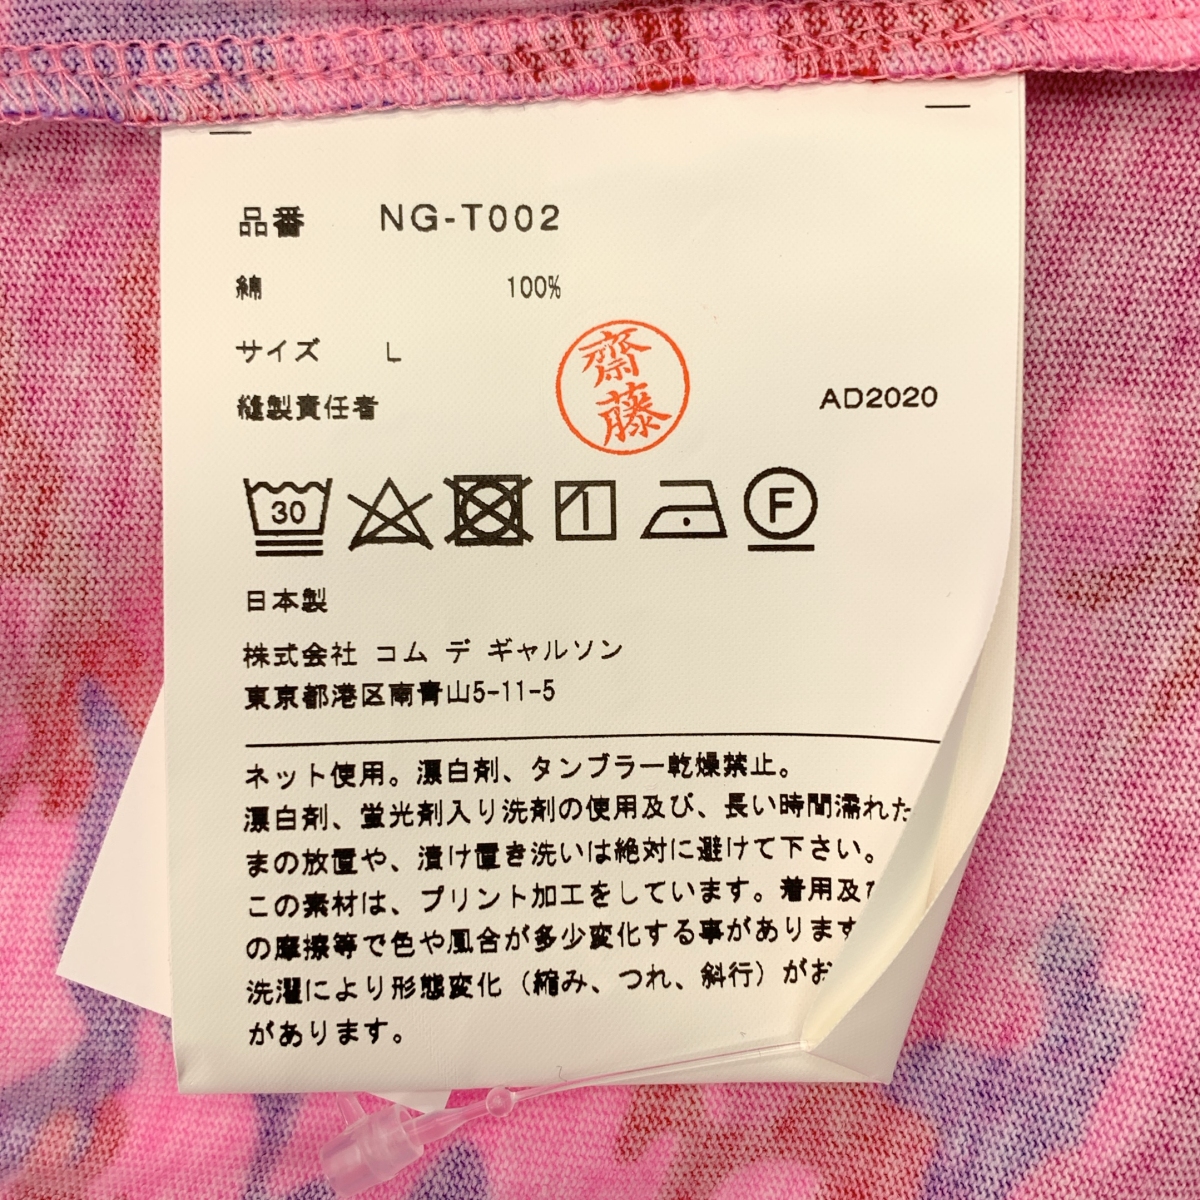 品番 NG-T002
綿 100%
サイズ L
縫製責任者 齋藤 AD2020
30 F
日本製
株式会社 コム デ ギャルソン
東京都港区南青山5-11-5
ネット使用。漂白剤、タンブラー乾燥禁止。
漂白剤、蛍光剤入り洗剤の使用及び、長い時間濡れた
まの放置や、漬け置き洗いは絶対に避けて下さい。
この素材は、プリント加工をしています。着用及び
の摩擦等で色や風合が多少変化する事があります
洗濯により形態変化（縮み、つれ、斜行）がお
があります。